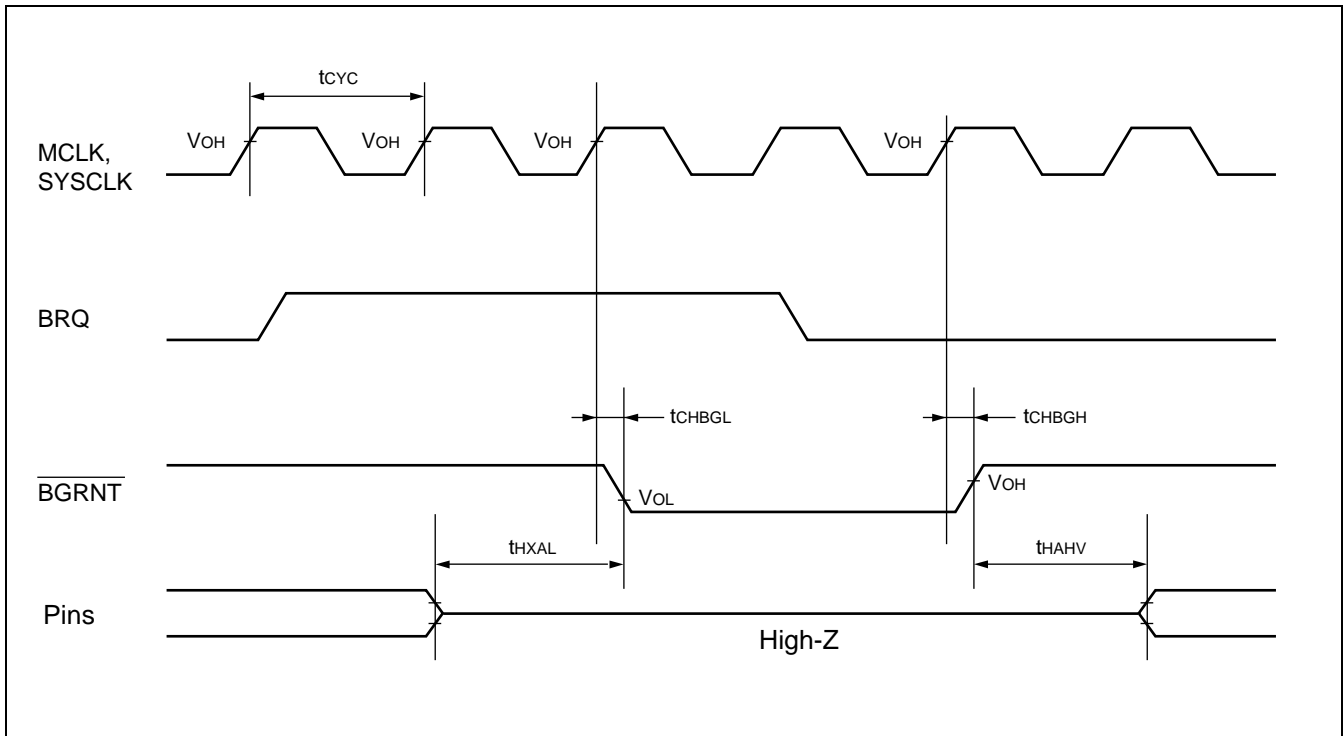 tCYC
VOH VOH VOH VOH
MCLK,
SYSCLK
BRQ
tCHBGL tCHBGH
BGRNT
VOL VOH
tHXAL tHAHV
Pins
High-Z